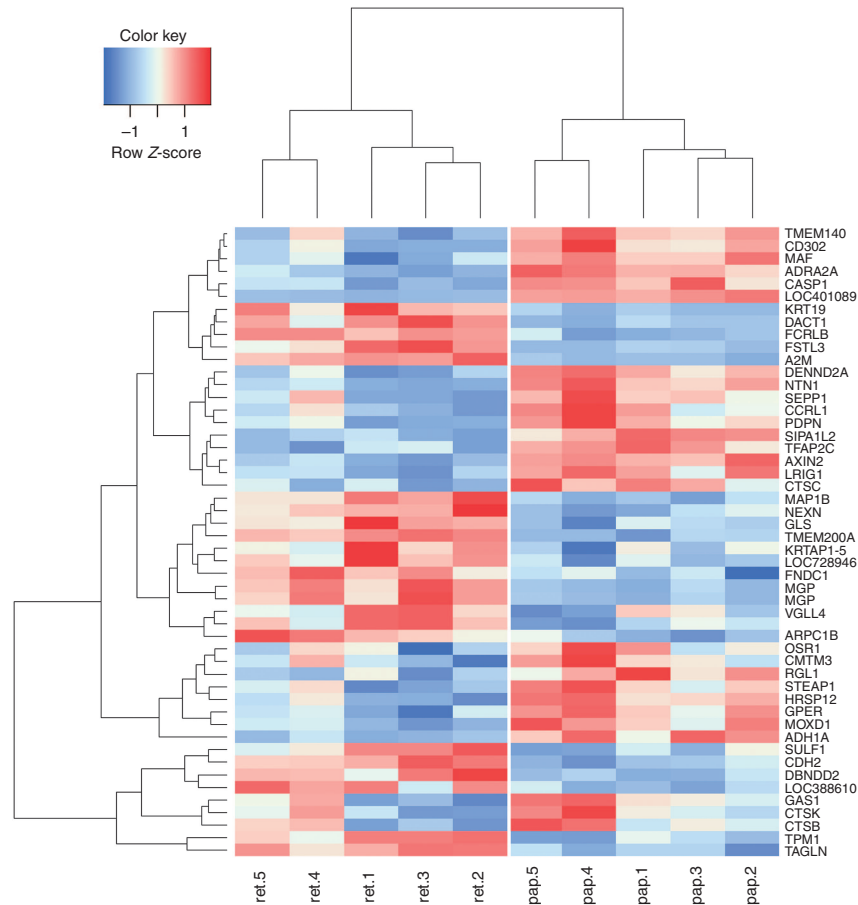 Color key
−1 1
Row Z-score
TMEM140
CD302
MAF
ADRA2A
CASP1
LOC401089
KRT19
DACT1
FCRLB
FSTL3
A2M
DENND2A
NTN1
SEPP1
CCRL1
PDPN
SIPA1L2
TFAP2C
AXIN2
LRIG1
CTSC
MAP1B
NEXN
GLS
TMEM200A
KRTAP1-5
LOC728946
FNDC1
MGP
MGP
VGLL4
ARPC1B
OSR1
CMTM3
RGL1
STEAP1
HRSP12
GPER
MOXD1
ADH1A
SULF1
CDH2
DBNDD2
LOC388610
GAS1
CTSK
CTSB
TPM1
TAGLN
ret.5 ret.4 ret.1 ret.3 ret.2 pap.5 pap.4 pap.1 pap.3 pap.2